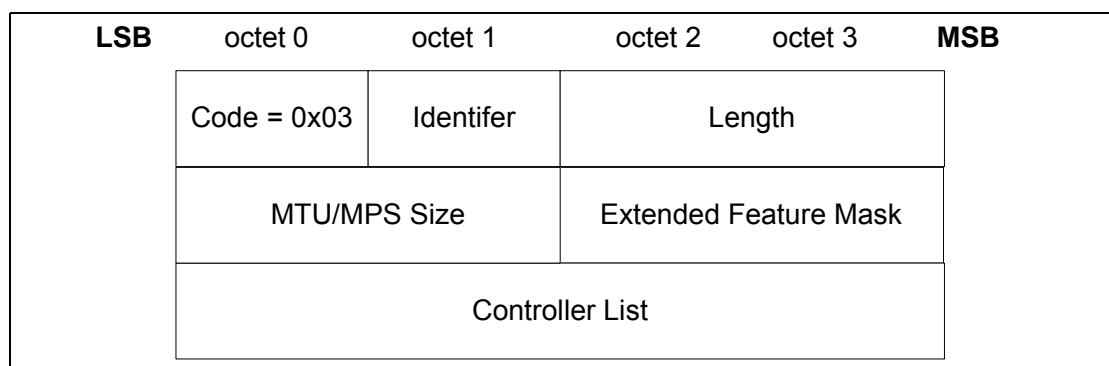 LSB octet 0 octet 1 octet 2 octet 3 MSB
Code = 0x03 Identifer Length
MTU/MPS Size Extended Feature Mask
Controller List